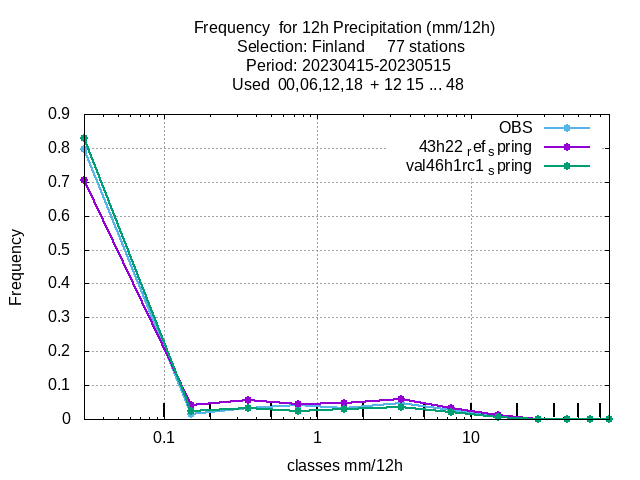 Frequency for 12h Precipitation (mm/12h)
Selection: Finland 77 stations
Period: 20230415-20230515
Used 00,06,12,18 + 12 15 ... 48
OBS
43h22 ref spring
val46h1rc1 spring
Frequency
0.9
0.8
0.7
0.6
0.5
0.4
0.3
0.2
0.1
0
0.1 1 10
classes mm/12h